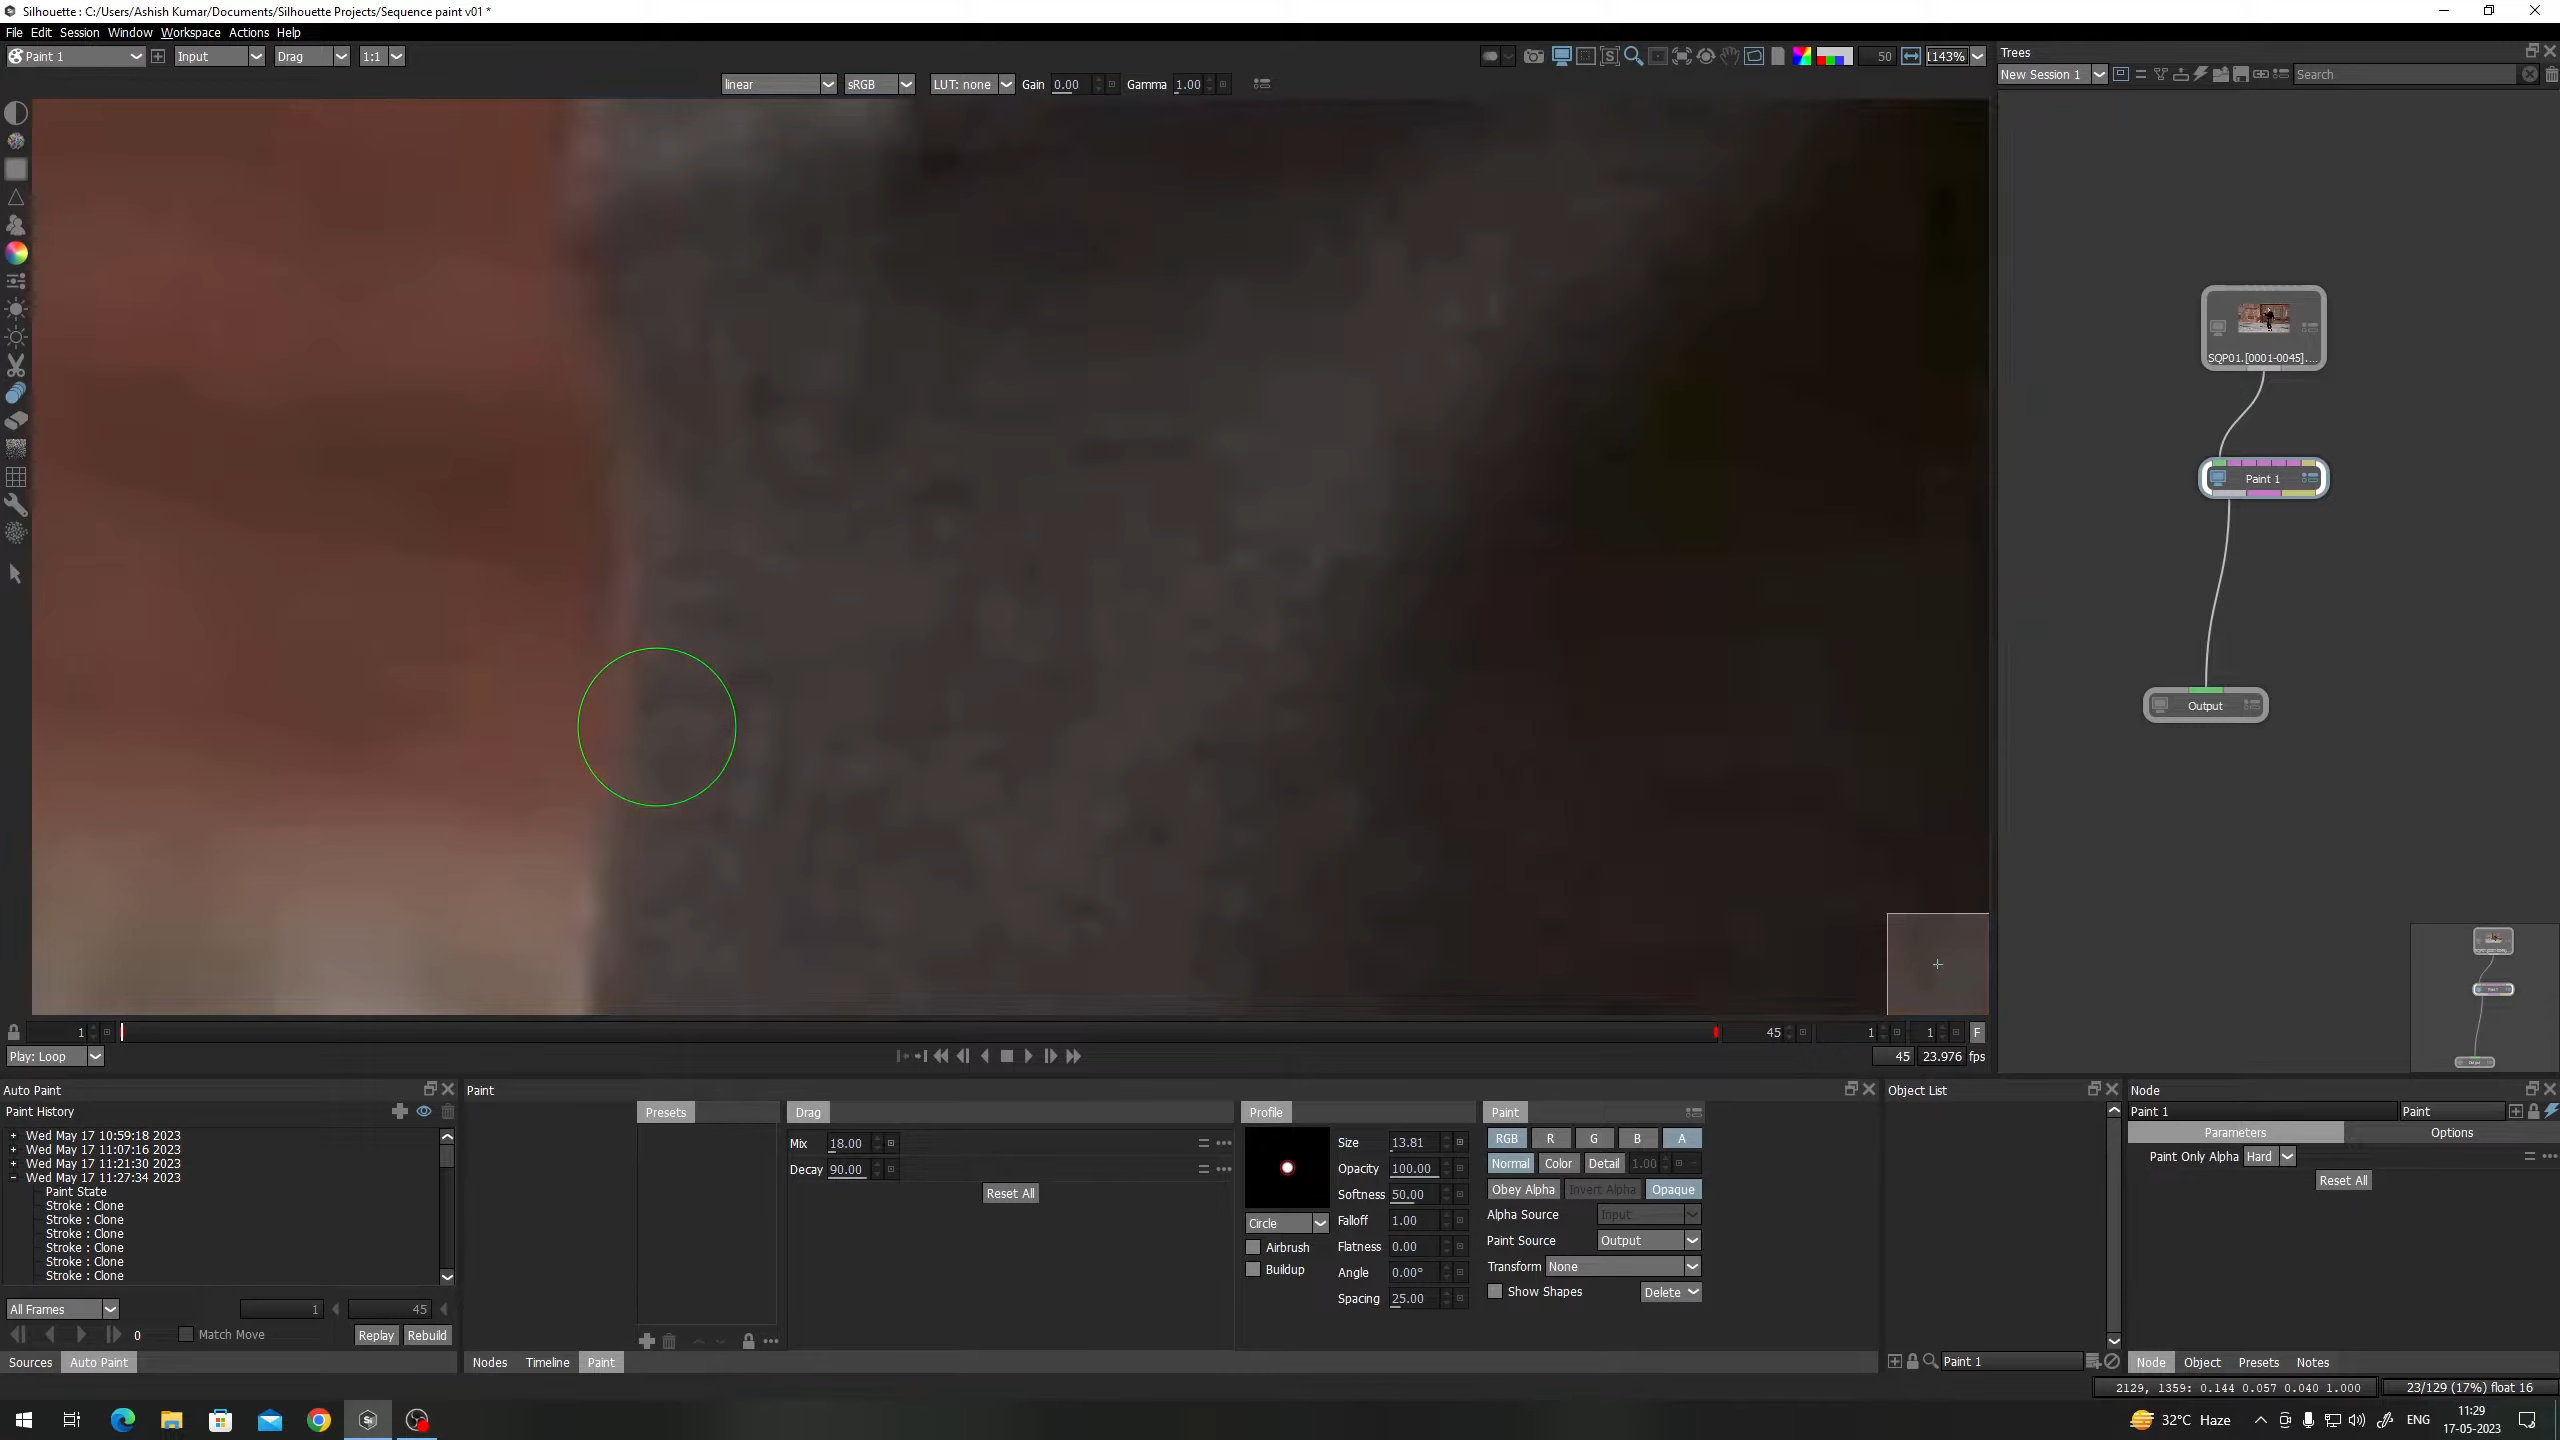 Silhouette : C:/Users/Ashish Kumar/Documents/Silhouette Projects/Sequence paint v01 *
File Edit Session Window Workspace Actions Help
Paint 1 Input Drag 1:1 50 1143%
linear sRGB LUT: none Gain 0.00 Gamma 1.00
Trees
New Session 1 Search
SQP01.[0001-0045]....
Paint 1
Output
1 45 1 1 F
Play: Loop 45 23.976 fps
Auto Paint
Paint History
Wed May 17 10:59:18 2023
Wed May 17 11:07:16 2023
Wed May 17 11:21:30 2023
Wed May 17 11:27:34 2023
Paint State
Stroke : Clone
Stroke : Clone
Stroke : Clone
Stroke : Clone
Stroke : Clone
Stroke : Clone
All Frames 1 45
0 Match Move Replay Rebuild
Sources Auto Paint
Paint
Presets
Drag
Mix 18.00
Decay 90.00
Reset All
Profile
Circle
Airbrush
Buildup
Size 13.81
Opacity 100.00
Softness 50.00
Falloff 1.00
Flatness 0.00
Angle 0.00°
Spacing 25.00
Paint
RGB R G B A
Normal Color Detail 1.00
Obey Alpha Invert Alpha Opaque
Alpha Source Input
Paint Source Output
Transform None
Show Shapes Delete
Nodes Timeline Paint
Object List
Paint 1
Node
Paint 1 Paint
Parameters Options
Paint Only Alpha Hard
Reset All
Node Object Presets Notes
2129, 1359: 0.144 0.057 0.040 1.000 23/129 (17%) float 16
32°C Haze ENG 11:29
17-05-2023